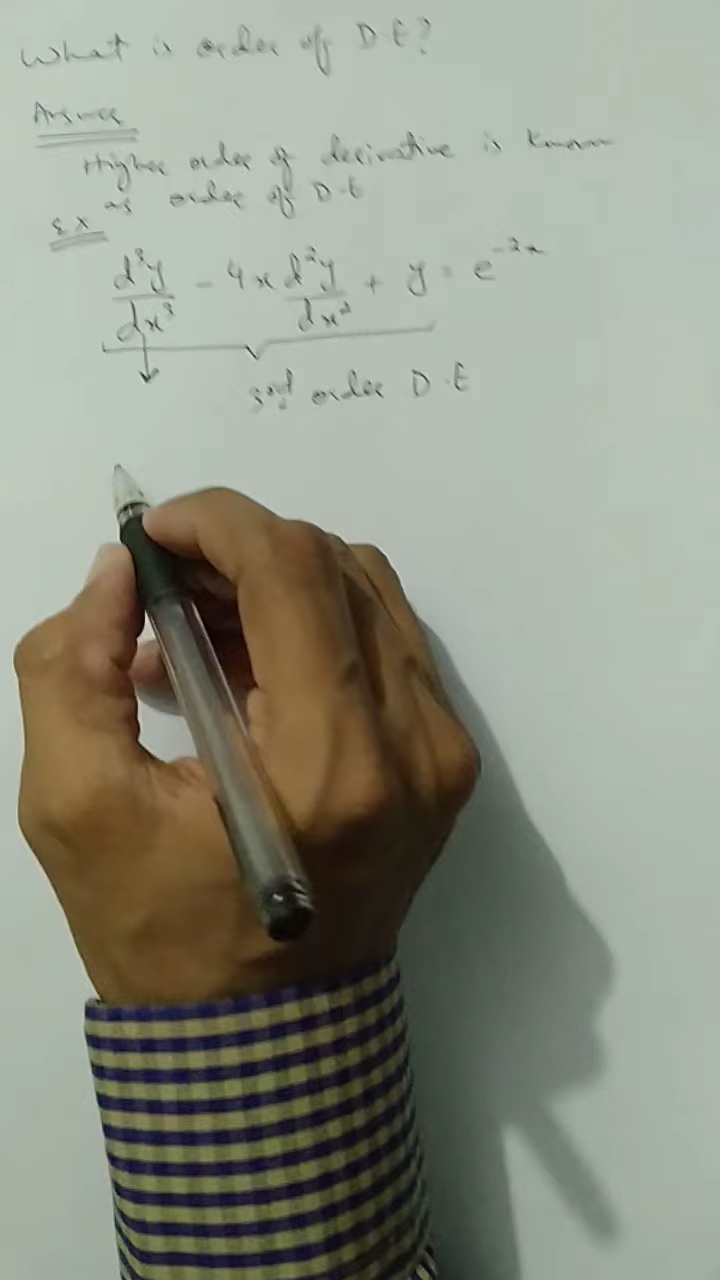 What is order of D.E?
Answer
Higher order of derivative is known
as order of D.E
Ex
d³y/dx³ - 4x d²y/dx² + y = e^-2x
3rd order D.E